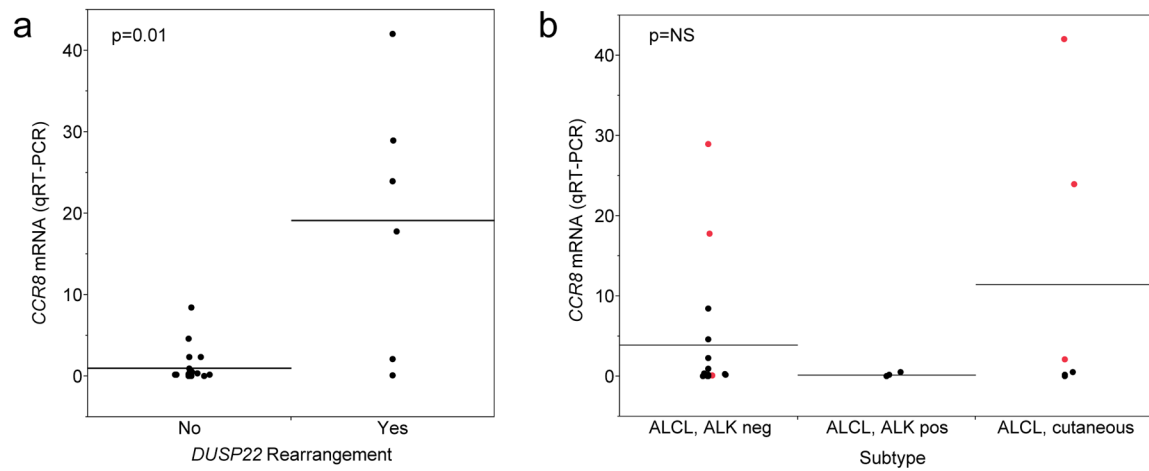 a
p=0.01
40
30
20
10
0
CCR8 mRNA (qRT-PCR)
No
Yes
DUSP22 Rearrangement
b
p=NS
40
30
20
10
0
CCR8 mRNA (qRT-PCR)
ALCL, ALK neg
ALCL, ALK pos
ALCL, cutaneous
Subtype